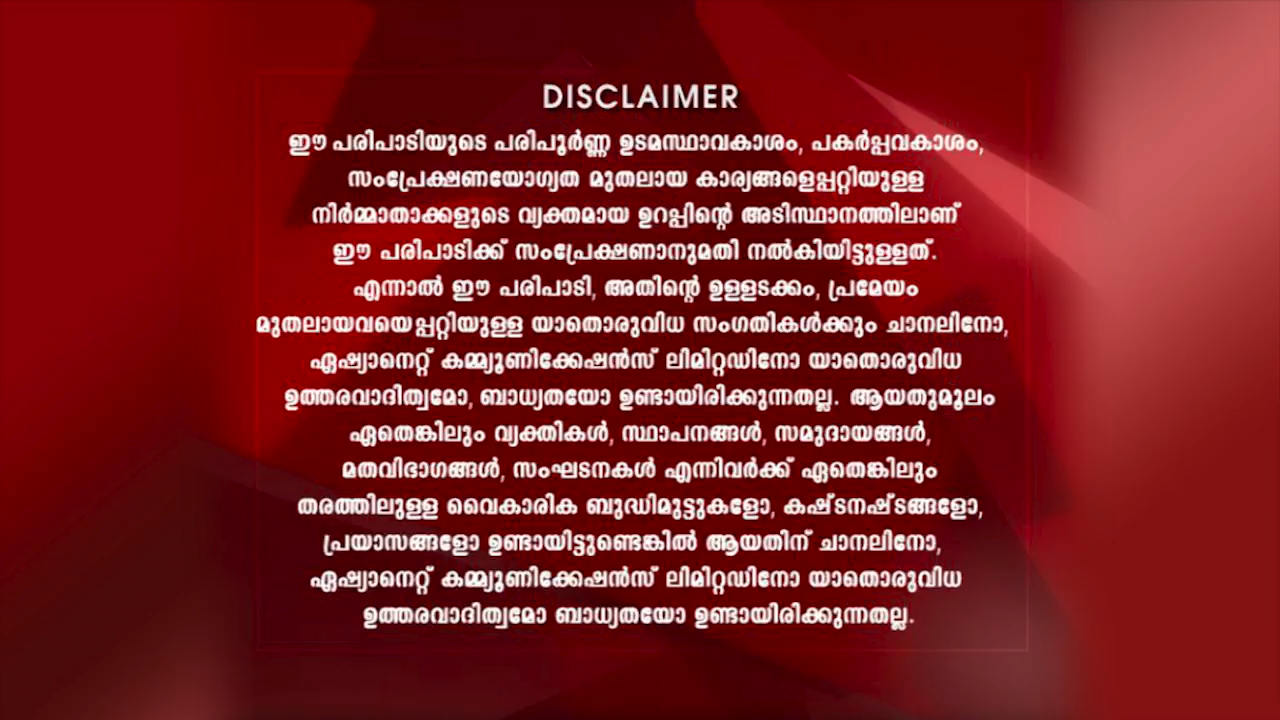 DISCLAIMER
ഈ പരിപാടിയുടെ പരിപൂർണ്ണ ഉടമസ്ഥാവകാശം, പകർപ്പവകാശം,
സംപ്രേക്ഷണയോഗ്യത മുതലായ കാര്യങ്ങളെപ്പറ്റിയുള്ള
നിർമ്മാതാക്കളുടെ വ്യക്തമായ ഉറപ്പിന്റെ അടിസ്ഥാനത്തിലാണ്
ഈ പരിപാടിക്ക് സംപ്രേക്ഷണാനുമതി നൽകിയിട്ടുള്ളത്.
എന്നാൽ ഈ പരിപാടി, അതിന്റെ ഉള്ളടക്കം, പ്രമേയം
മുതലായവയെപ്പറ്റിയുള്ള യാതൊരുവിധ സംഗതികൾക്കും ചാനലിനോ,
ഏഷ്യാനെറ്റ് കമ്മ്യൂണിക്കേഷൻസ് ലിമിറ്റഡിനോ യാതൊരുവിധ
ഉത്തരവാദിത്വമോ, ബാധ്യതയോ ഉണ്ടായിരിക്കുന്നതല്ല. ആയതുമൂലം
ഏതെങ്കിലും വ്യക്തികൾ, സ്ഥാപനങ്ങൾ, സമുദായങ്ങൾ,
മതവിഭാഗങ്ങൾ, സംഘടനകൾ എന്നിവർക്ക് ഏതെങ്കിലും
തരത്തിലുള്ള വൈകാരിക ബുദ്ധിമുട്ടുകളോ, കഷ്ടനഷ്ടങ്ങളോ,
പ്രയാസങ്ങളോ ഉണ്ടായിട്ടുണ്ടെങ്കിൽ ആയതിന് ചാനലിനോ,
ഏഷ്യാനെറ്റ് കമ്മ്യൂണിക്കേഷൻസ് ലിമിറ്റഡിനോ യാതൊരുവിധ
ഉത്തരവാദിത്വമോ ബാധ്യതയോ ഉണ്ടായിരിക്കുന്നതല്ല.